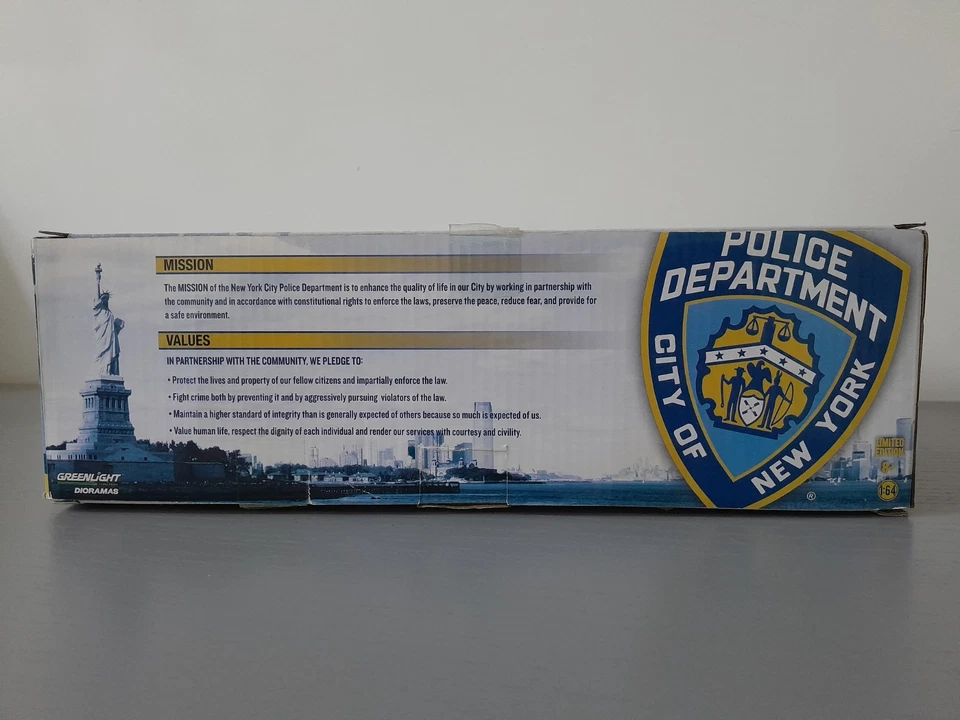 MISSION
The MISSION of the New York City Police Department is to enhance the quality of life in our City by working in partnership with
the community and in accordance with constitutional rights to enforce the laws, preserve the peace, reduce fear, and provide for
a safe environment.
VALUES
IN PARTNERSHIP WITH THE COMMUNITY, WE PLEDGE TO:
• Protect the lives and property of our fellow citizens and impartially enforce the law.
• Fight crime both by preventing it and by aggressively pursuing violators of the law.
• Maintain a higher standard of integrity than is generally expected of others because so much is expected of us.
• Value human life, respect the dignity of each individual and render our services with courtesy and civility.
GREENLIGHT
DIORAMAS
POLICE
DEPARTMENT
CITY OF
NEW YORK
®
LIMITED
EDITION
1:64